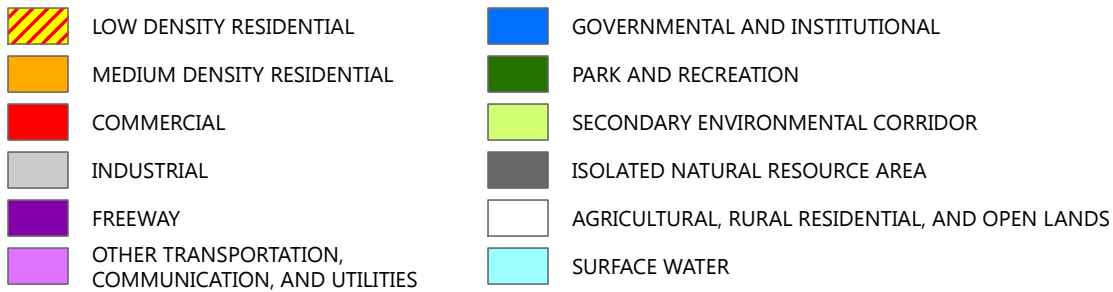 LOW DENSITY RESIDENTIAL
MEDIUM DENSITY RESIDENTIAL
COMMERCIAL
INDUSTRIAL
FREEWAY
OTHER TRANSPORTATION,
COMMUNICATION, AND UTILITIES
GOVERNMENTAL AND INSTITUTIONAL
PARK AND RECREATION
SECONDARY ENVIRONMENTAL CORRIDOR
ISOLATED NATURAL RESOURCE AREA
AGRICULTURAL, RURAL RESIDENTIAL, AND OPEN LANDS
SURFACE WATER